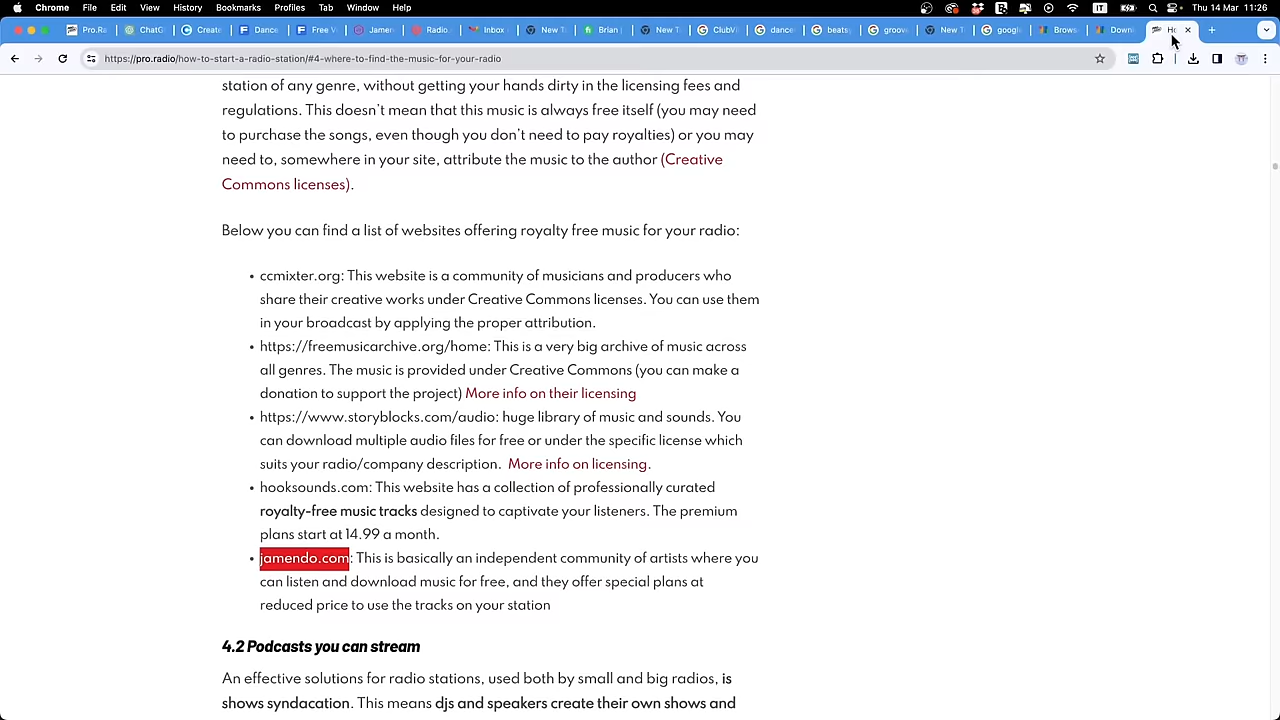 Chrome File Edit View History Bookmarks Profiles Tab Window Help Thu 14 Mar 11:26
Pro.Ra ChatG Create Dance Free V Jamen Radio. Inbox New T Brian New T ClubVi dance beats groov New T googl Brows Downl Ho
https://pro.radio/how-to-start-a-radio-station/#4-where-to-find-the-music-for-your-radio
station of any genre, without getting your hands dirty in the licensing fees and
regulations. This doesn't mean that this music is always free itself (you may need
to purchase the songs, even though you don't need to pay royalties) or you may
need to, somewhere in your site, attribute the music to the author (Creative
Commons licenses).
Below you can find a list of websites offering royalty free music for your radio:
• ccmixter.org: This website is a community of musicians and producers who
share their creative works under Creative Commons licenses. You can use them
in your broadcast by applying the proper attribution.
• https://freemusicarchive.org/home: This is a very big archive of music across
all genres. The music is provided under Creative Commons (you can make a
donation to support the project) More info on their licensing
• https://www.storyblocks.com/audio: huge library of music and sounds. You
can download multiple audio files for free or under the specific license which
suits your radio/company description. More info on licensing.
• hooksounds.com: This website has a collection of professionally curated
royalty-free music tracks designed to captivate your listeners. The premium
plans start at 14.99 a month.
• jamendo.com: This is basically an independent community of artists where you
can listen and download music for free, and they offer special plans at
reduced price to use the tracks on your station
4.2 Podcasts you can stream
An effective solutions for radio stations, used both by small and big radios, is
shows syndacation. This means djs and speakers create their own shows and